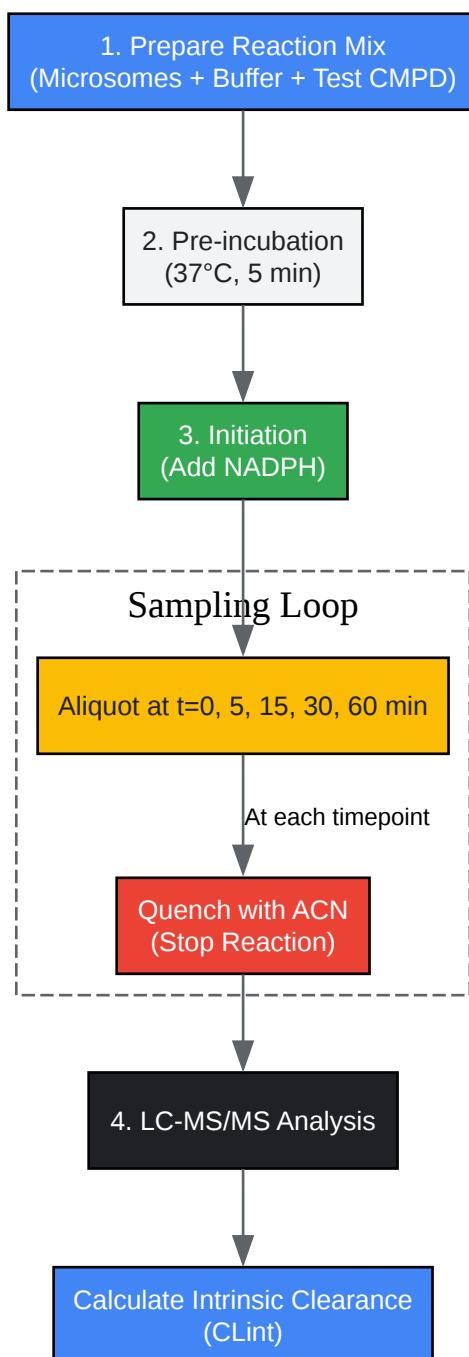 1. Prepare Reaction Mix
(Microsomes + Buffer + Test CMPD)
2. Pre-incubation
(37°C, 5 min)
3. Initiation
(Add NADPH)
Sampling Loop
Aliquot at t=0, 5, 15, 30, 60 min
At each timepoint
Quench with ACN
(Stop Reaction)
4. LC-MS/MS Analysis
Calculate Intrinsic Clearance
(CLint)